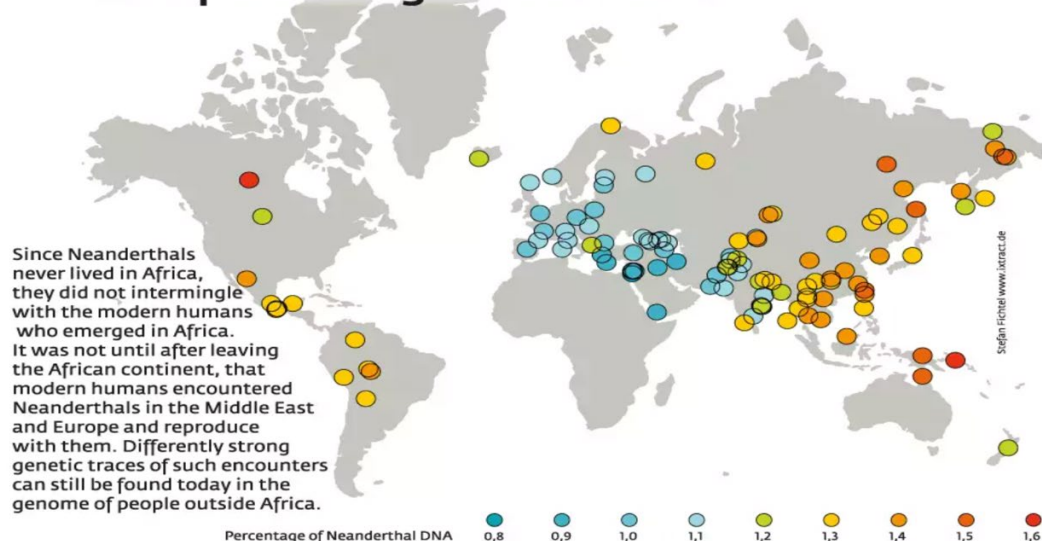 Since Neanderthals
never lived in Africa,
they did not intermingle
with the modern humans
who emerged in Africa.
It was not until after leaving
the African continent, that
modern humans encountered
Neanderthals in the Middle East
and Europe and reproduce
with them. Differently strong
genetic traces of such encounters
can still be found today in the
genome of people outside Africa.
Stefan Fichtel www.ixtract.de
Percentage of Neanderthal DNA 0,8 0,9 1,0 1,1 1,2 1,3 1,4 1,5 1,6